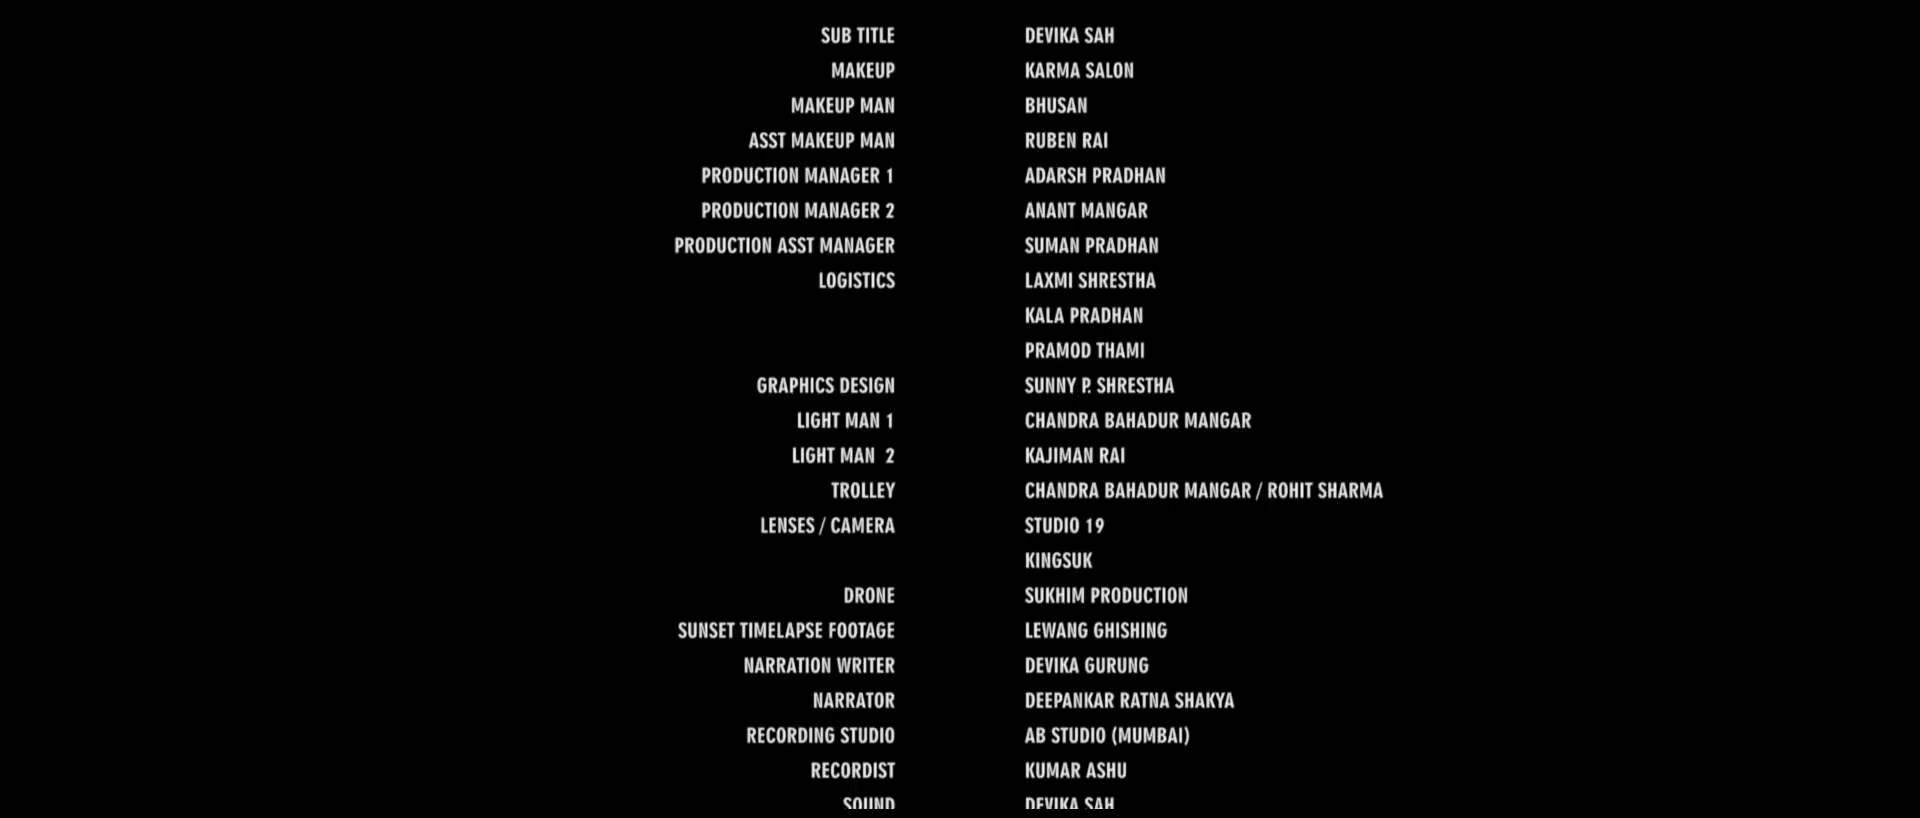 SUB TITLE DEVIKA SAH
MAKEUP KARMA SALON
MAKEUP MAN BHUSAN
ASST MAKEUP MAN RUBEN RAI
PRODUCTION MANAGER 1 ADARSH PRADHAN
PRODUCTION MANAGER 2 ANANT MANGAR
PRODUCTION ASST MANAGER SUMAN PRADHAN
LOGISTICS LAXMI SHRESTHA
KALA PRADHAN
PRAMOD THAMI
GRAPHICS DESIGN SUNNY P. SHRESTHA
LIGHT MAN 1 CHANDRA BAHADUR MANGAR
LIGHT MAN 2 KAJIMAN RAI
TROLLEY CHANDRA BAHADUR MANGAR / ROHIT SHARMA
LENSES / CAMERA STUDIO 19
KINGSUK
DRONE SUKHIM PRODUCTION
SUNSET TIMELAPSE FOOTAGE LEWANG GHISHING
NARRATION WRITER DEVIKA GURUNG
NARRATOR DEEPANKAR RATNA SHAKYA
RECORDING STUDIO AB STUDIO (MUMBAI)
RECORDIST KUMAR ASHU
SOUND DEVIKA SAH